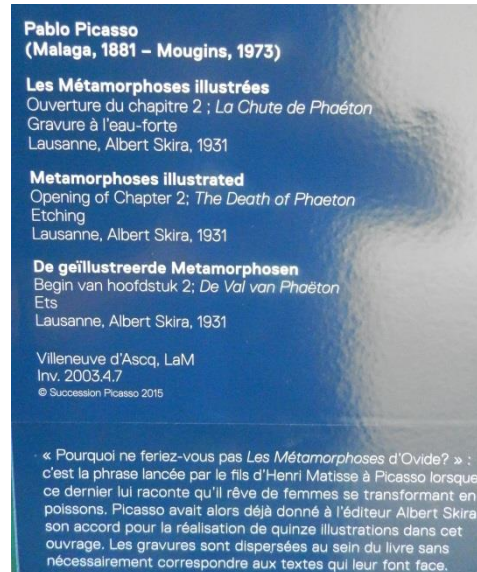 Pablo Picasso
(Malaga, 1881 – Mougins, 1973)
Les Métamorphoses illustrées
Ouverture du chapitre 2 ; La Chute de Phaéton
Gravure à l'eau-forte
Lausanne, Albert Skira, 1931
Metamorphoses illustrated
Opening of Chapter 2; The Death of Phaeton
Etching
Lausanne, Albert Skira, 1931
De geïllustreerde Metamorphosen
Begin van hoofdstuk 2; De Val van Phaëton
Ets
Lausanne, Albert Skira, 1931
Villeneuve d'Ascq, LaM
Inv. 2003.4.7
© Succession Picasso 2015
« Pourquoi ne feriez-vous pas Les Métamorphoses d'Ovide? » :
c'est la phrase lancée par le fils d'Henri Matisse à Picasso lorsque
ce dernier lui raconte qu'il rêve de femmes se transformant en
poissons. Picasso avait alors déjà donné à l'éditeur Albert Skira
son accord pour la réalisation de quinze illustrations dans cet
ouvrage. Les gravures sont dispersées au sein du livre sans
nécessairement correspondre aux textes qui leur font face.